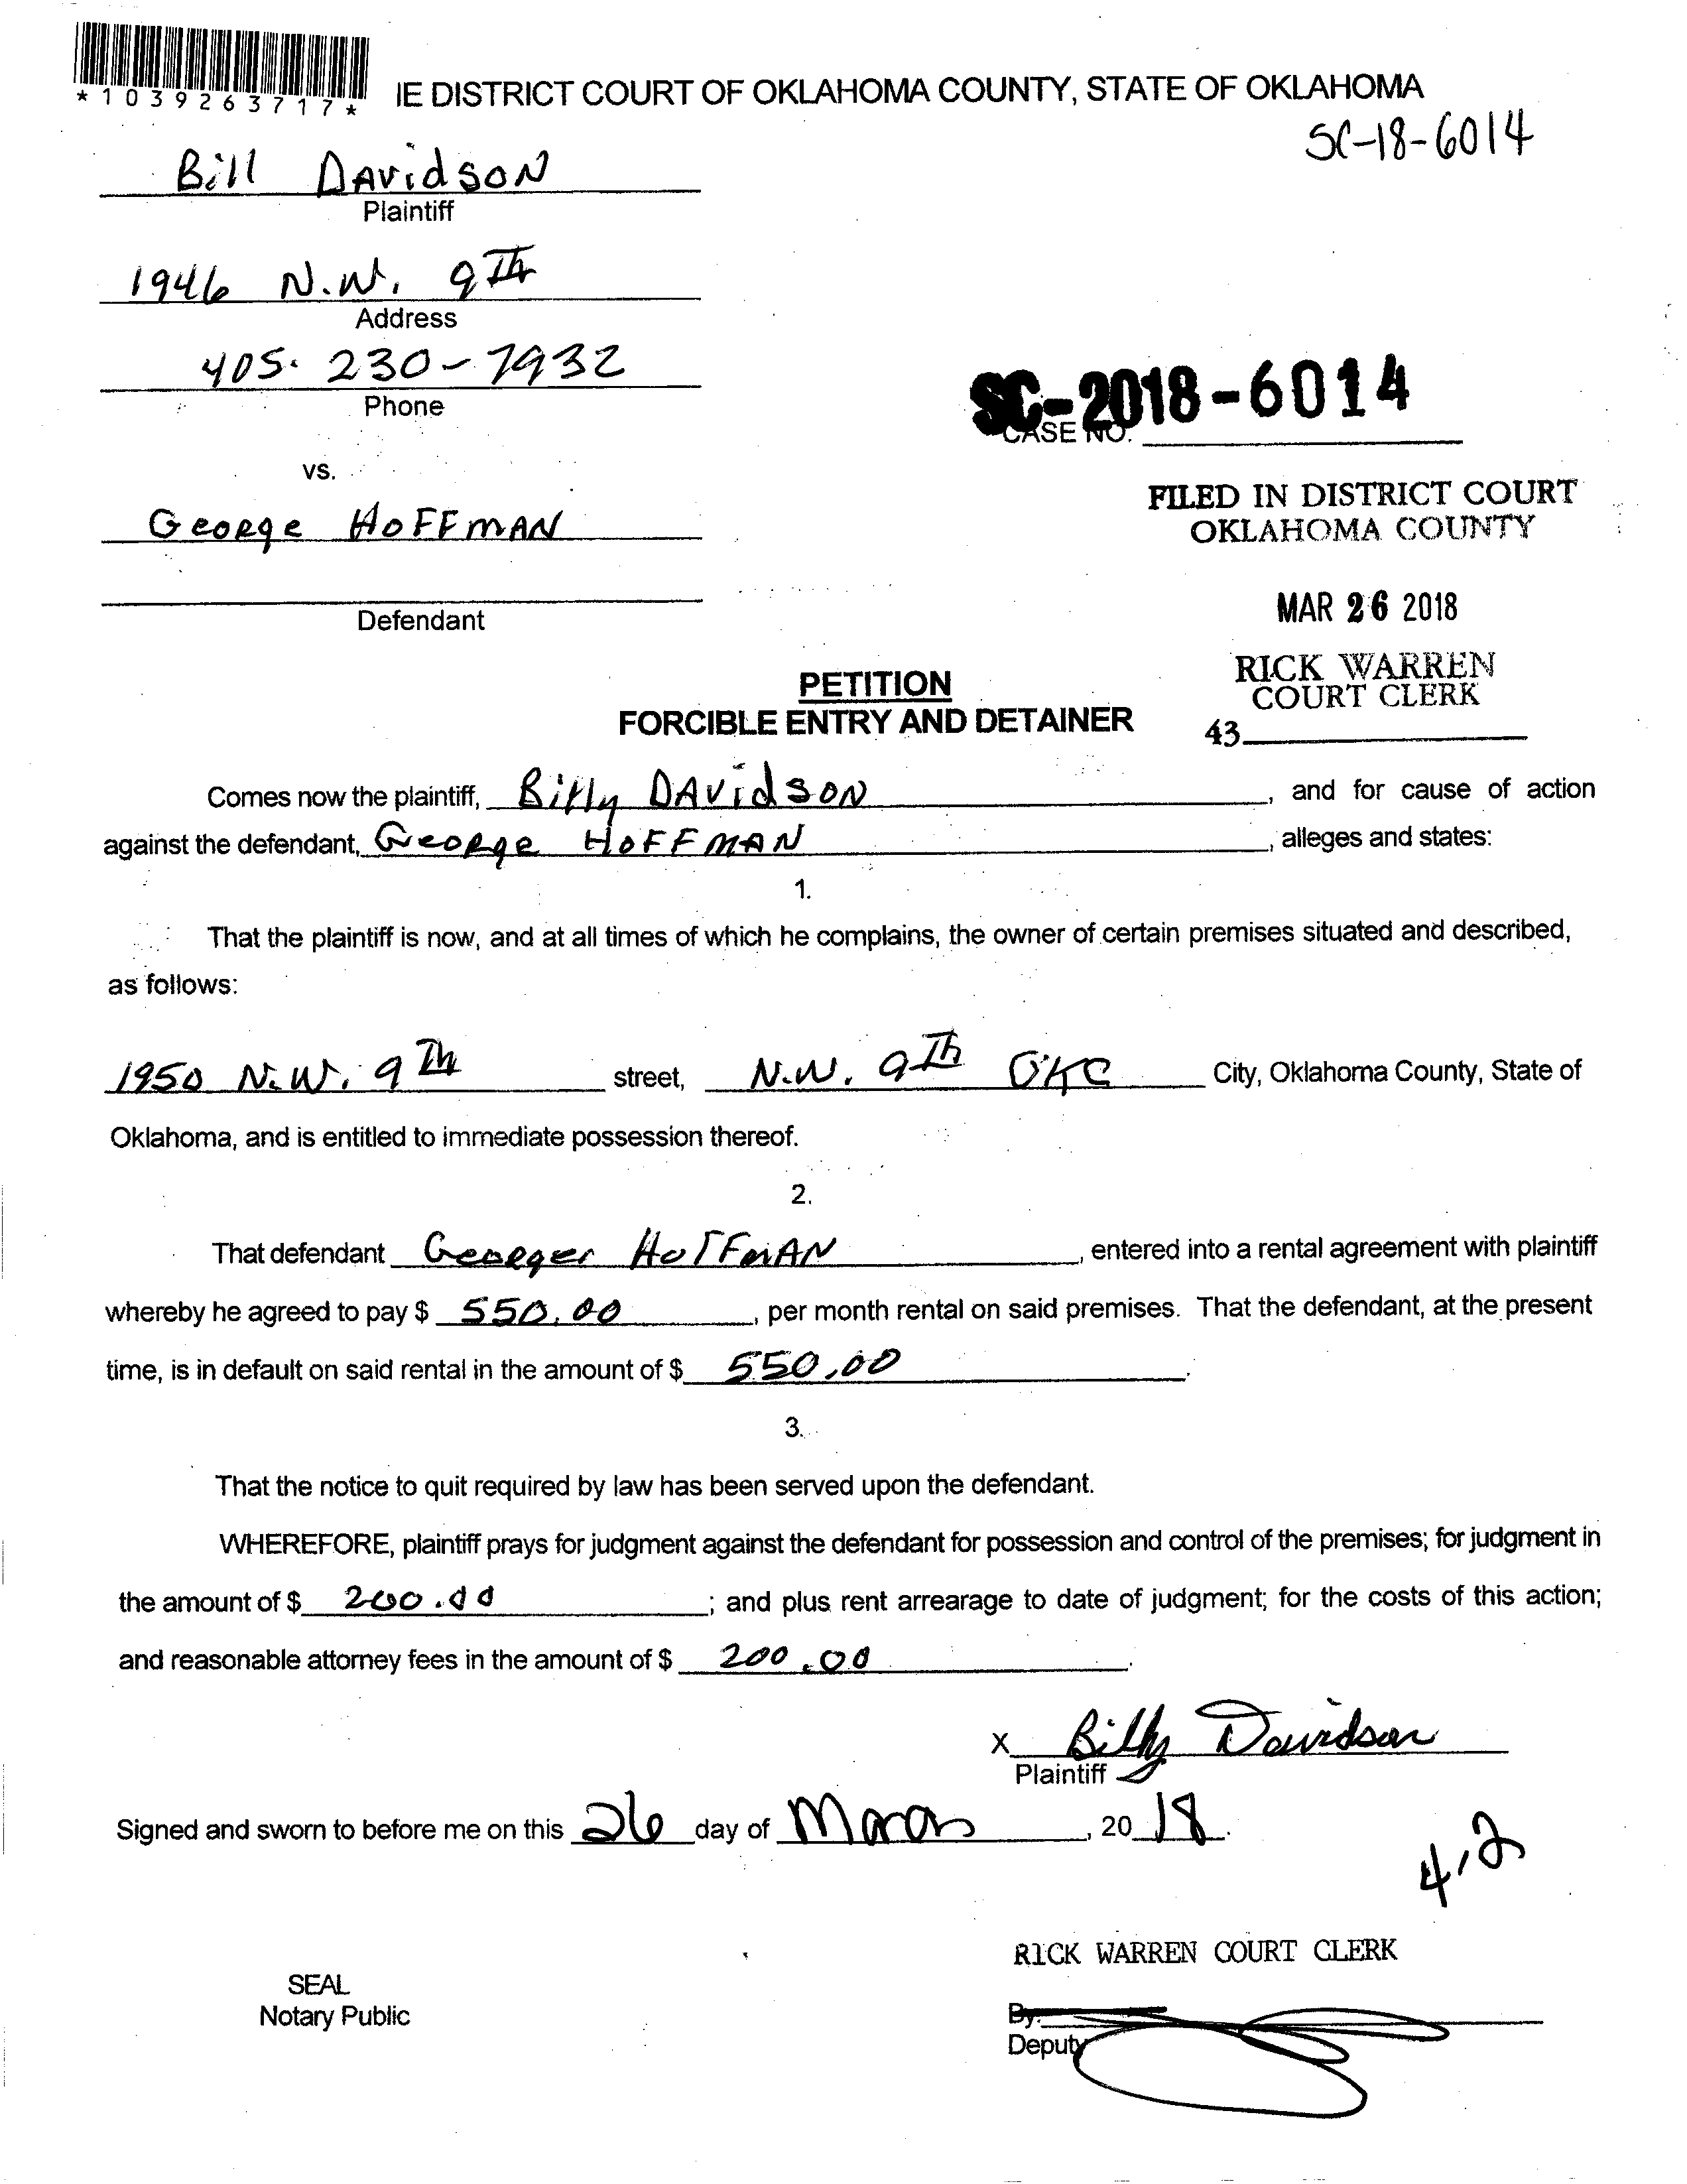 *1039263717*
IE DISTRICT COURT OF OKLAHOMA COUNTY, STATE OF OKLAHOMA
SC-18-6014
Bill DAvidsoN
Plaintiff
1946 N.W. 9Th
Address
405. 230-7932
Phone
SC-2018-6014
CASE NO.
vs.
FILED IN DISTRICT COURT
OKLAHOMA COUNTY
GeoRge HoFFmAN
MAR 26 2018
Defendant
RICK WARREN
COURT CLERK
43
PETITION
FORCIBLE ENTRY AND DETAINER
Comes now the plaintiff, Billy DAvidsoN, and for cause of action
against the defendant, GeoRge HoFFMAN, alleges and states:
1.
That the plaintiff is now, and at all times of which he complains, the owner of certain premises situated and described,
as follows:
1950 N.W. 9Th street, N.W. 9Th OKC City, Oklahoma County, State of
Oklahoma, and is entitled to immediate possession thereof.
2.
That defendant GeoRger HoFFmAN, entered into a rental agreement with plaintiff
whereby he agreed to pay $ 550.00, per month rental on said premises. That the defendant, at the present
time, is in default on said rental in the amount of $ 550.00.
3.
That the notice to quit required by law has been served upon the defendant.
WHEREFORE, plaintiff prays for judgment against the defendant for possession and control of the premises; for judgment in
the amount of $ 200.00; and plus rent arrearage to date of judgment; for the costs of this action;
and reasonable attorney fees in the amount of $ 200.00.
X Billy Davidson
Plaintiff
Signed and sworn to before me on this 26 day of March, 20 18.
4,2
RICK WARREN COURT CLERK
SEAL
Notary Public
By:
Deputy